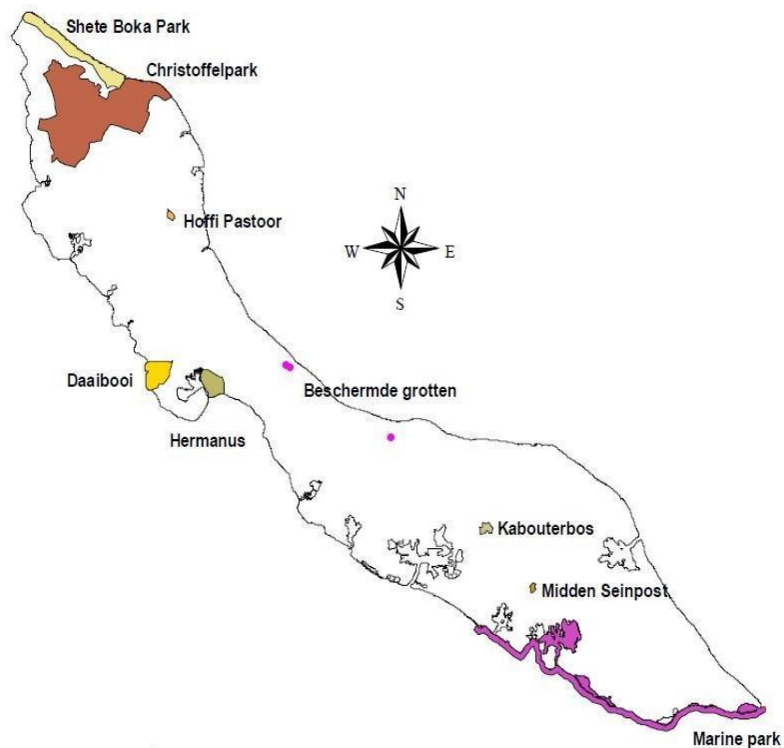 Shete Boka Park
Christoffelpark
N
Hoffi Pastoor
W E
S
Daaibooi
Beschermde grotten
Hermanus
Kabouterbos
Midden Seinpost
Marine park